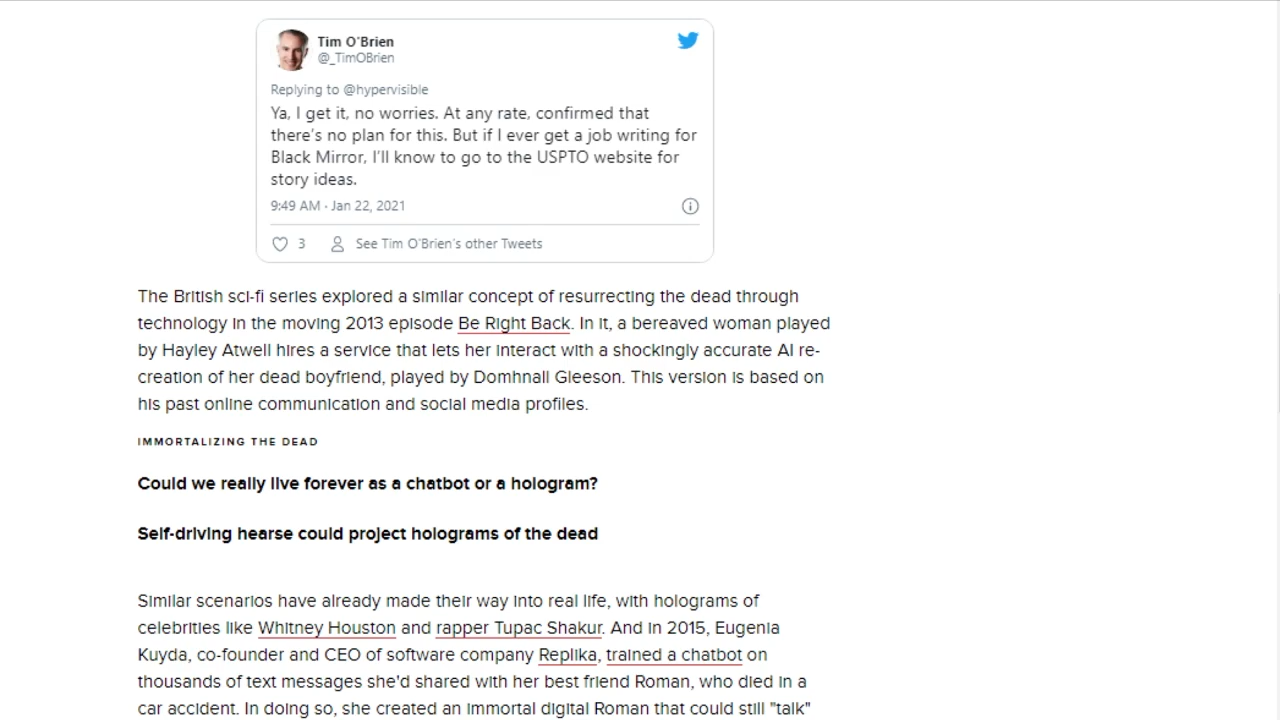 Tim O'Brien
@_TimOBrien
Replying to @hypervisible
Ya, I get it, no worries. At any rate, confirmed that
there's no plan for this. But if I ever get a job writing for
Black Mirror, I'll know to go to the USPTO website for
story ideas.
9:49 AM · Jan 22, 2021
3 See Tim O'Brien's other Tweets
The British sci-fi series explored a similar concept of resurrecting the dead through
technology in the moving 2013 episode Be Right Back. In it, a bereaved woman played
by Hayley Atwell hires a service that lets her interact with a shockingly accurate AI re-
creation of her dead boyfriend, played by Domhnall Gleeson. This version is based on
his past online communication and social media profiles.
IMMORTALIZING THE DEAD
Could we really live forever as a chatbot or a hologram?
Self-driving hearse could project holograms of the dead
Similar scenarios have already made their way into real life, with holograms of
celebrities like Whitney Houston and rapper Tupac Shakur. And in 2015, Eugenia
Kuyda, co-founder and CEO of software company Replika, trained a chatbot on
thousands of text messages she'd shared with her best friend Roman, who died in a
car accident. In doing so, she created an immortal digital Roman that could still "talk"